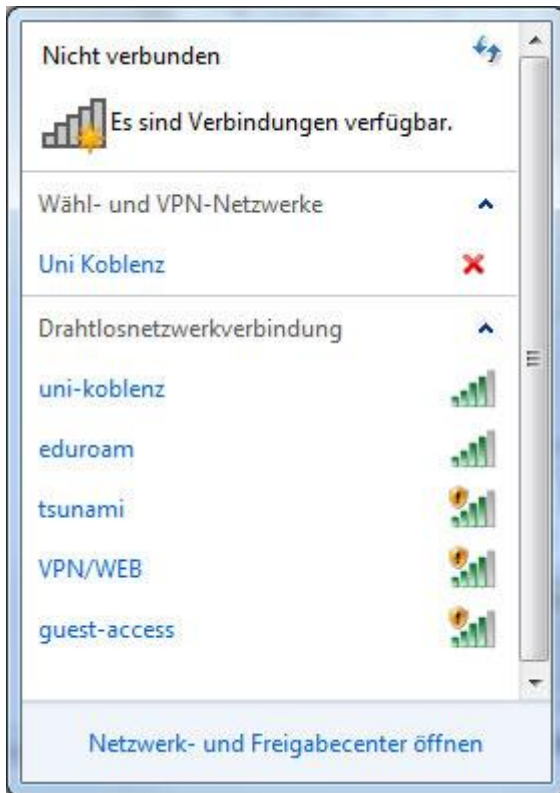 Nicht verbunden
Es sind Verbindungen verfügbar.
Wähl- und VPN-Netzwerke
Uni Koblenz
Drahtlosnetzwerkverbindung
uni-koblenz
eduroam
tsunami
VPN/WEB
guest-access
Netzwerk- und Freigabecenter öffnen